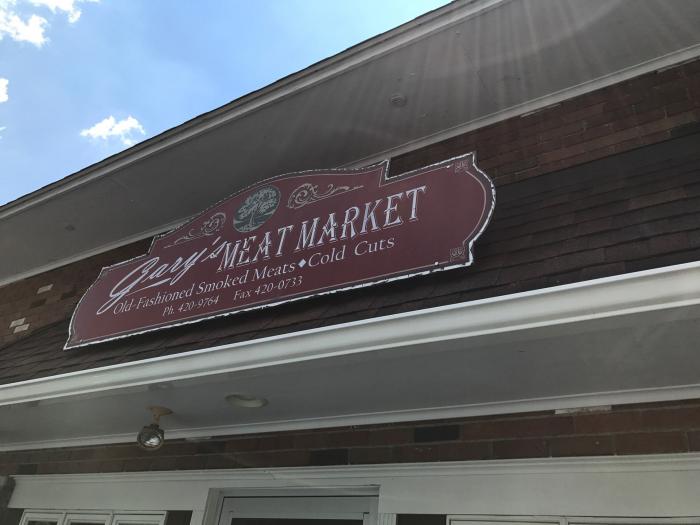 Gary's MEAT MARKET
Old-Fashioned Smoked Meats ◆ Cold Cuts
Ph. 420-9764 Fax 420-0733